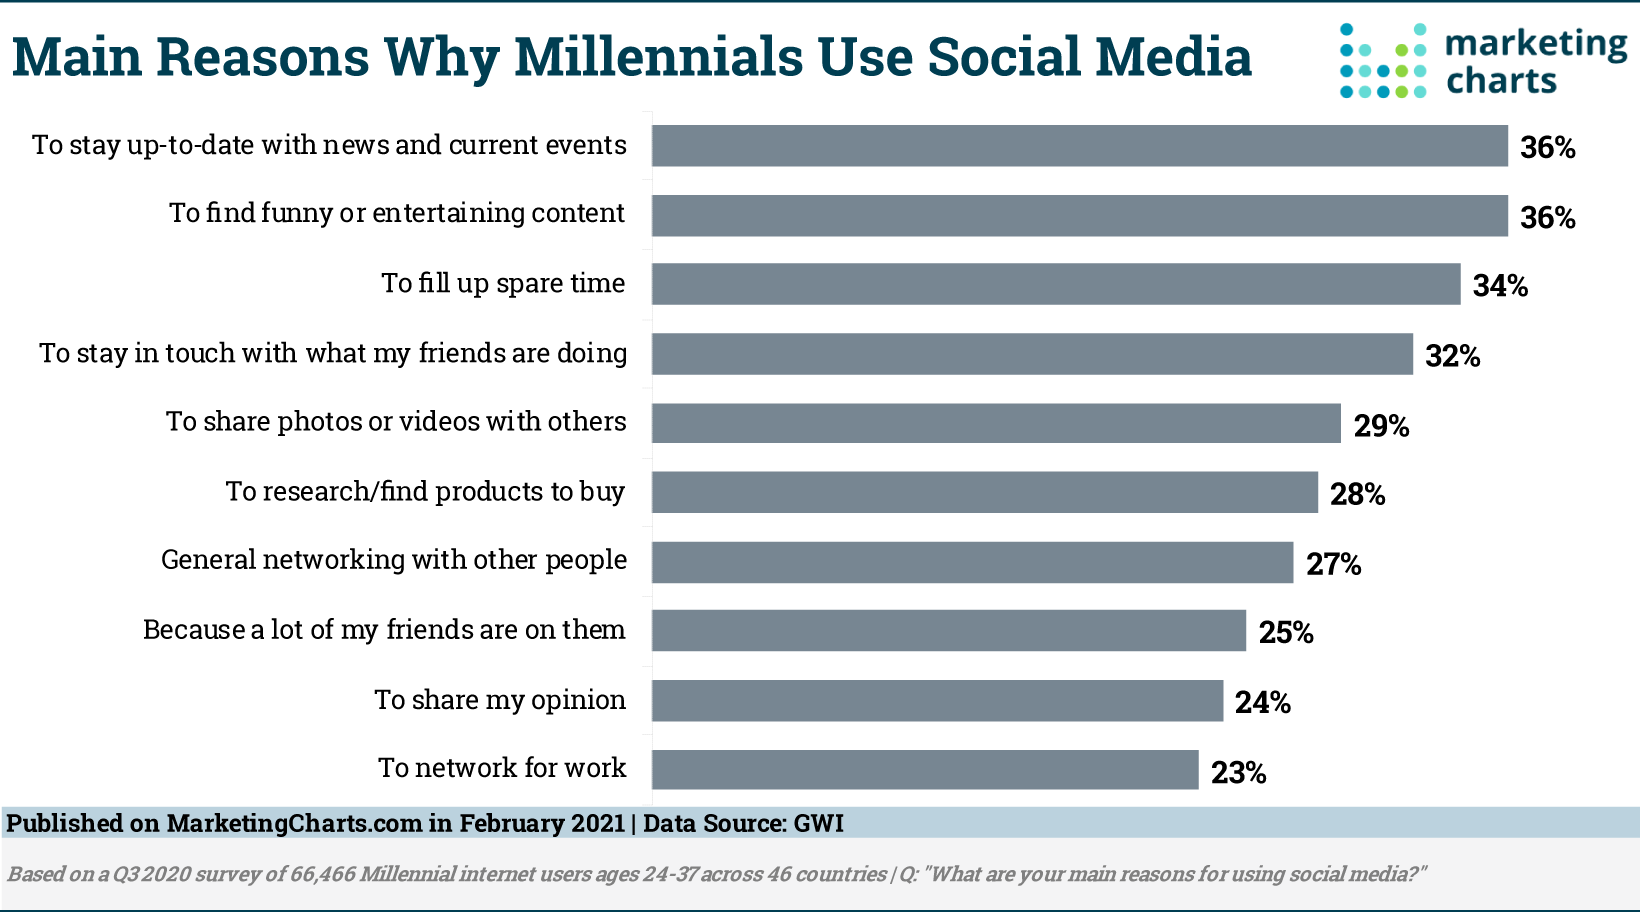 Main Reasons Why Millennials Use Social Media
marketing
charts
To stay up-to-date with news and current events 36%
To find funny or entertaining content 36%
To fill up spare time 34%
To stay in touch with what my friends are doing 32%
To share photos or videos with others 29%
To research/find products to buy 28%
General networking with other people 27%
Because a lot of my friends are on them 25%
To share my opinion 24%
To network for work 23%
Published on MarketingCharts.com in February 2021 | Data Source: GWI
Based on a Q3 2020 survey of 66,466 Millennial internet users ages 24-37 across 46 countries | Q: "What are your main reasons for using social media?"